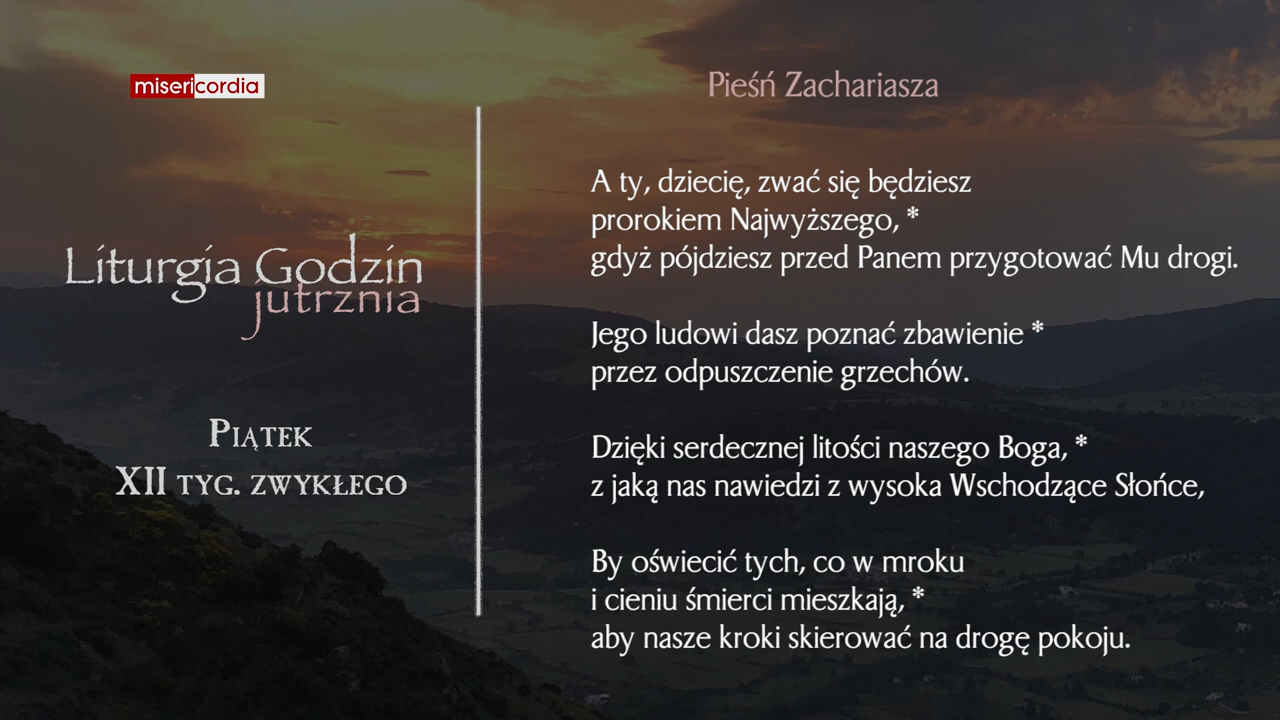 misericordia
Liturgia Godzin
jutrznia
Piątek
XII tyg. zwykłego
Pieśń Zachariasza
A ty, dziecię, zwać się będziesz
prorokiem Najwyższego, *
gdyż pójdziesz przed Panem przygotować Mu drogi.
Jego ludowi dasz poznać zbawienie *
przez odpuszczenie grzechów.
Dzięki serdecznej litości naszego Boga, *
z jaką nas nawiedzi z wysoka Wschodzące Słońce,
By oświecić tych, co w mroku
i cieniu śmierci mieszkają, *
aby nasze kroki skierować na drogę pokoju.